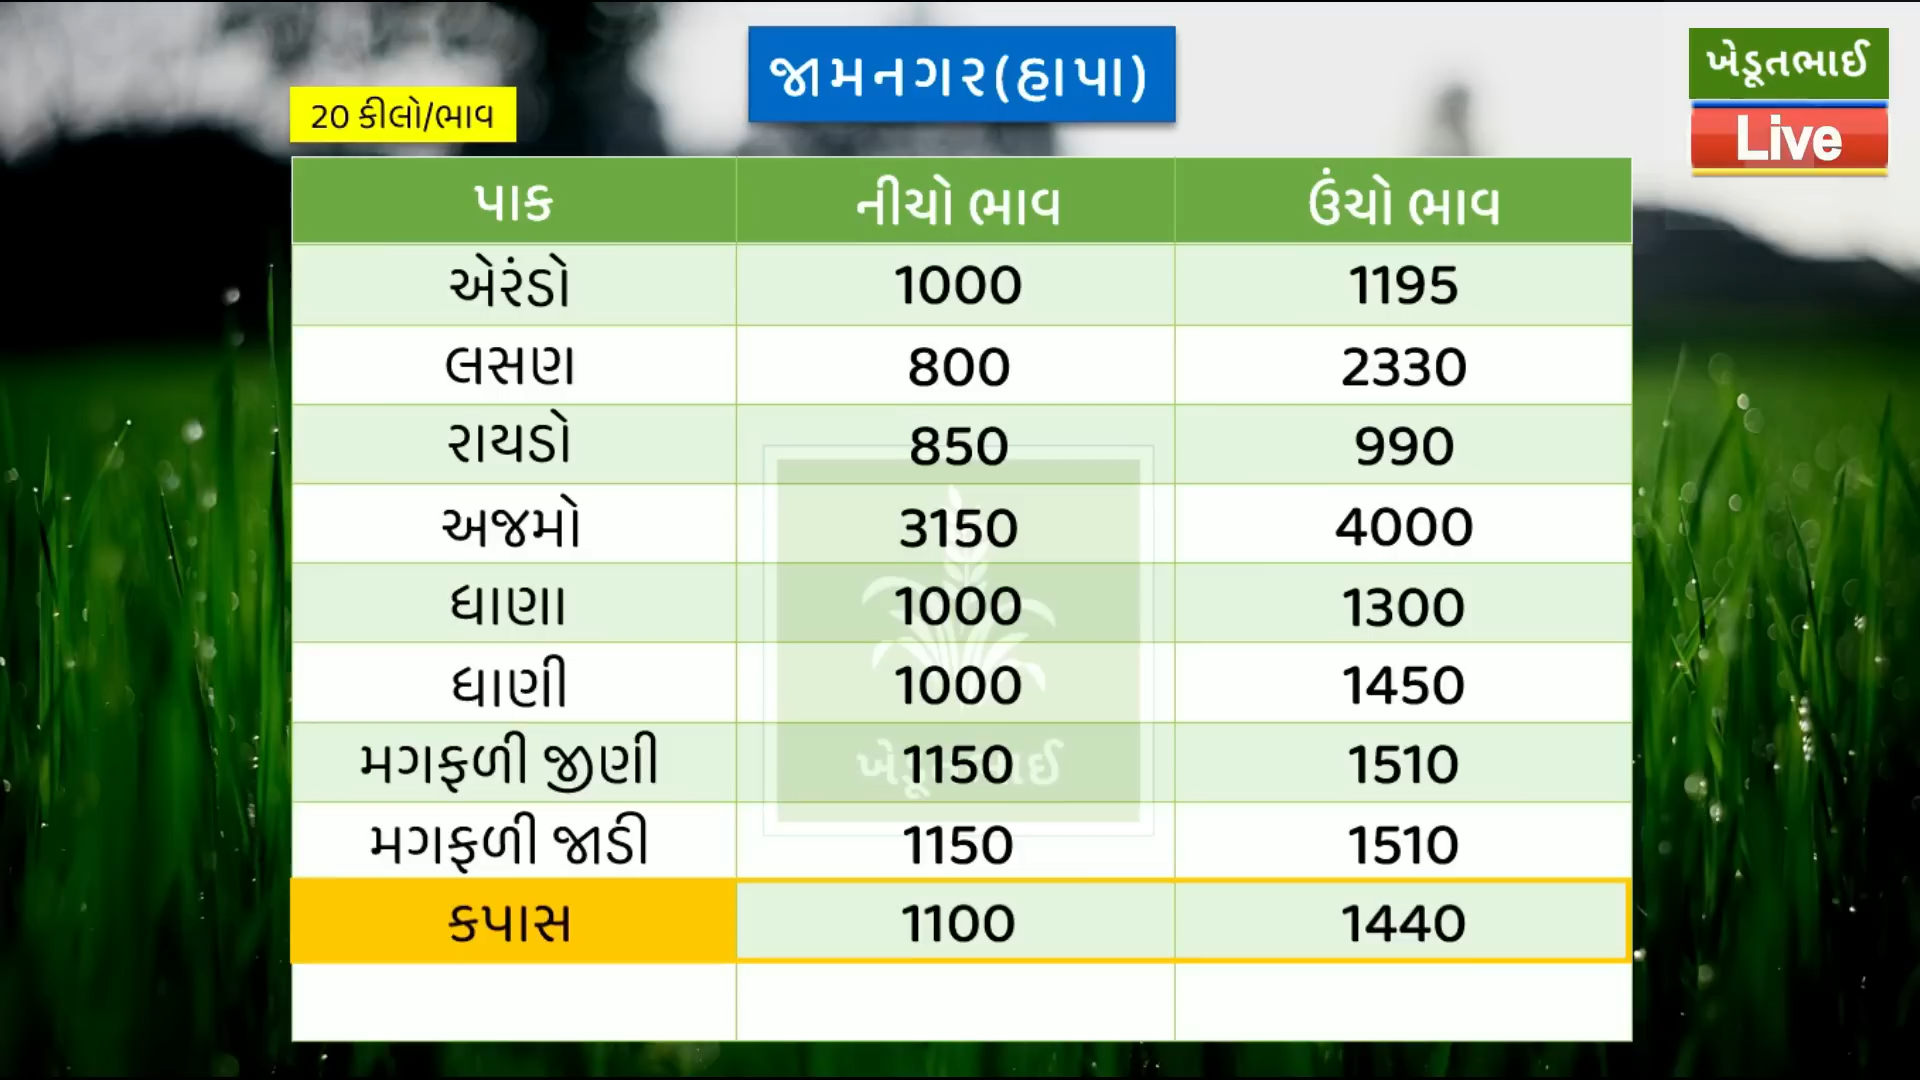 જામનગર(હાપા)
ખેડૂતભાઈ
Live
20 કીલો/ભાવ
પાક નીચો ભાવ ઉંચો ભાવ
એરંડો 1000 1195
લસણ 800 2330
રાયડો 850 990
અજમો 3150 4000
ધાણા 1000 1300
ધાણી 1000 1450
મગફળી જીણી 1150 1510
ખેડૂતભાઈ
મગફળી જાડી 1150 1510
કપાસ 1100 1440